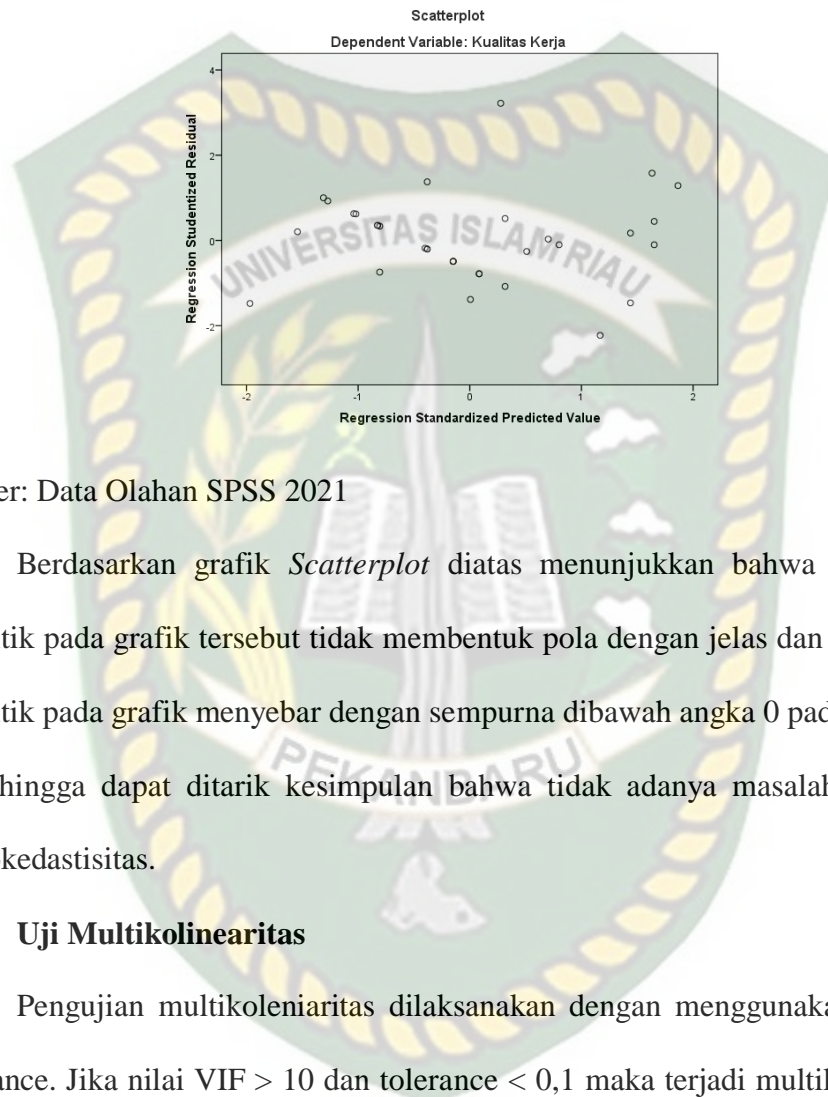 Scatterplot
Dependent Variable: Kualitas Kerja
Regression Studentized Residual
4
2
0
-2
-2
-1
0
1
2
Regression Standardized Predicted Value
UNIVERSITAS ISLAM RIAU
er: Data Olahan SPSS 2021
Berdasarkan grafik Scatterplot diatas menunjukkan bahwa
tik pada grafik tersebut tidak membentuk pola dengan jelas dan
tik pada grafik menyebar dengan sempurna dibawah angka 0 pad
hingga dapat ditarik kesimpulan bahwa tidak adanya masalah
kedastisitas.
PEKANBARU
Uji Multikolinearitas
Pengujian multikoleniaritas dilaksanakan dengan menggunaka
ance. Jika nilai VIF > 10 dan tolerance < 0,1 maka terjadi multil